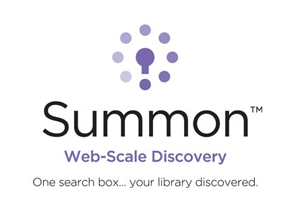 Summon™
Web-Scale Discovery
One search box... your library discovered.